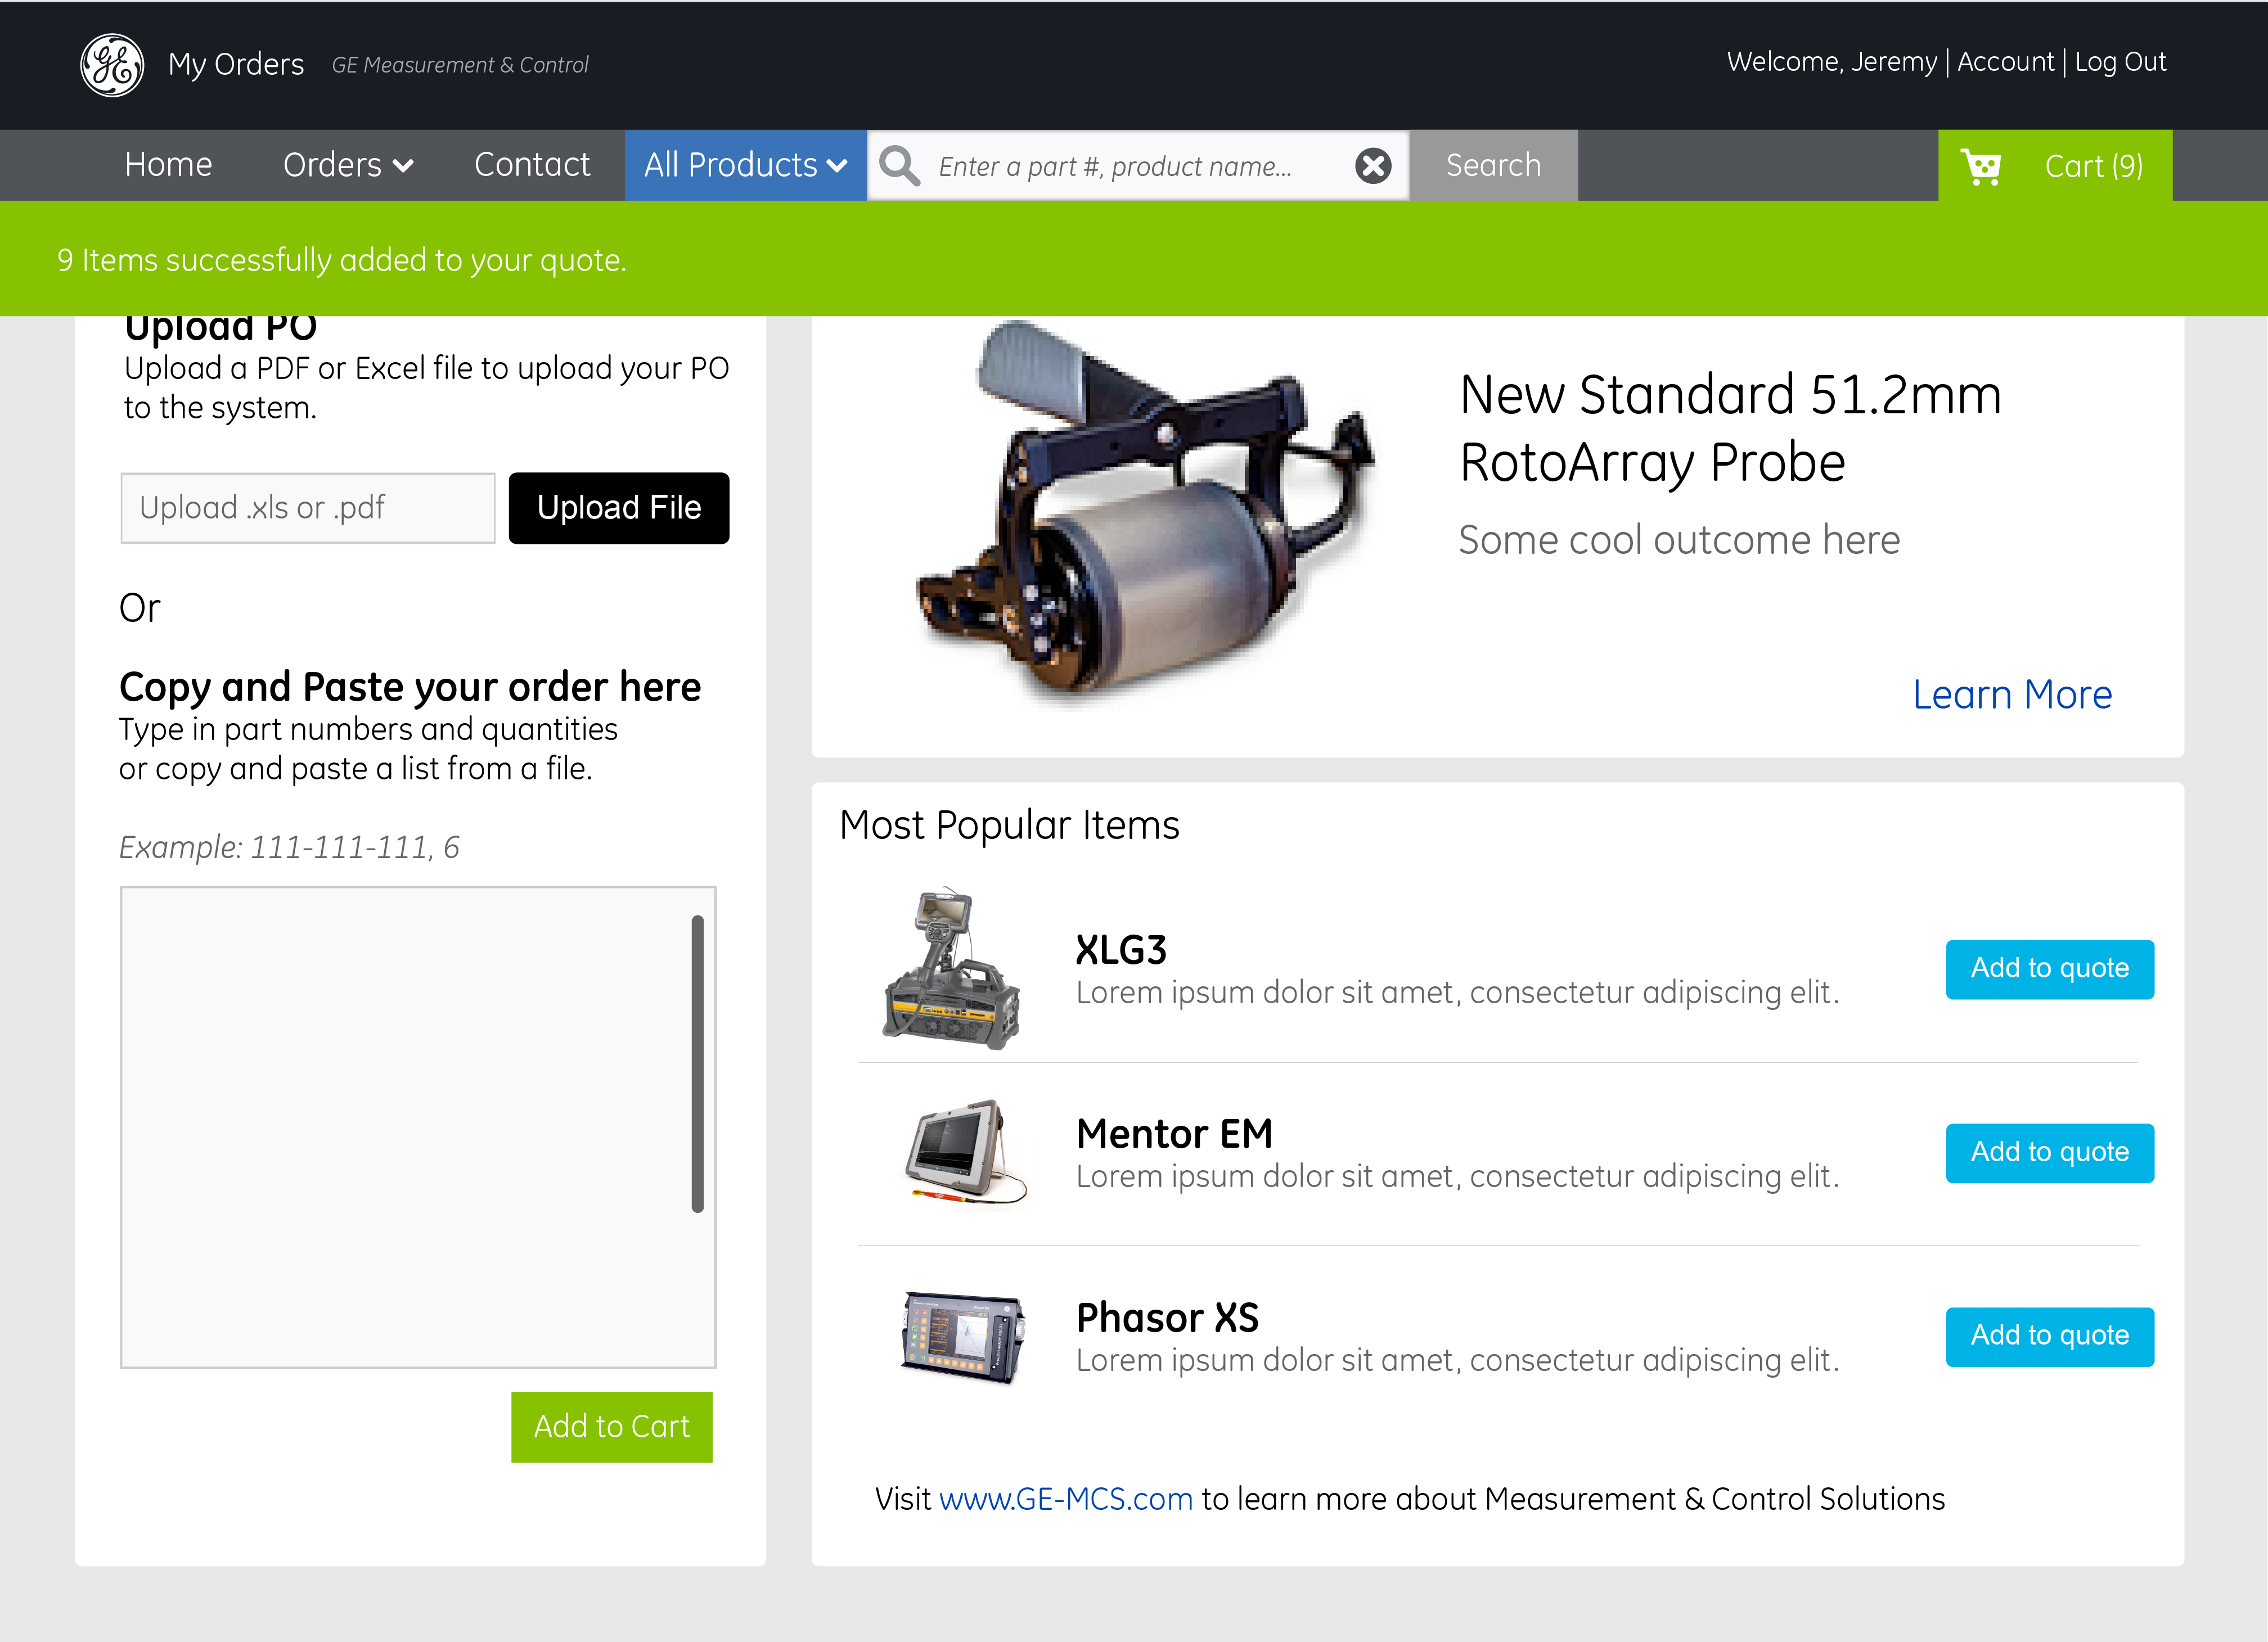 GE My Orders GE Measurement & Control Welcome, Jeremy | Account | Log Out
Home Orders Contact All Products Enter a part #, product name... Search Cart (9)
9 Items successfully added to your quote.
Upload PO
Upload a PDF or Excel file to upload your PO
to the system.
Upload .xls or .pdf Upload File
Or
Copy and Paste your order here
Type in part numbers and quantities
or copy and paste a list from a file.
Example: 111-111-111, 6
Add to Cart
New Standard 51.2mm
RotoArray Probe
Some cool outcome here
Learn More
Most Popular Items
XLG3
Lorem ipsum dolor sit amet, consectetur adipiscing elit.
Add to quote
Mentor EM
Lorem ipsum dolor sit amet, consectetur adipiscing elit.
Add to quote
Phasor XS
Lorem ipsum dolor sit amet, consectetur adipiscing elit.
Add to quote
Visit www.GE-MCS.com to learn more about Measurement & Control Solutions